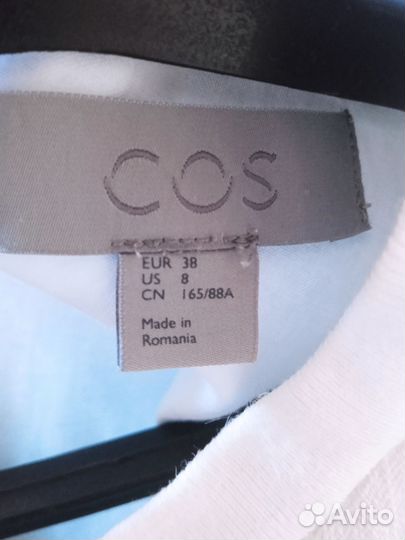 COS
EUR 38
US 8
CN 165/88A
Made in
Romania
Avito